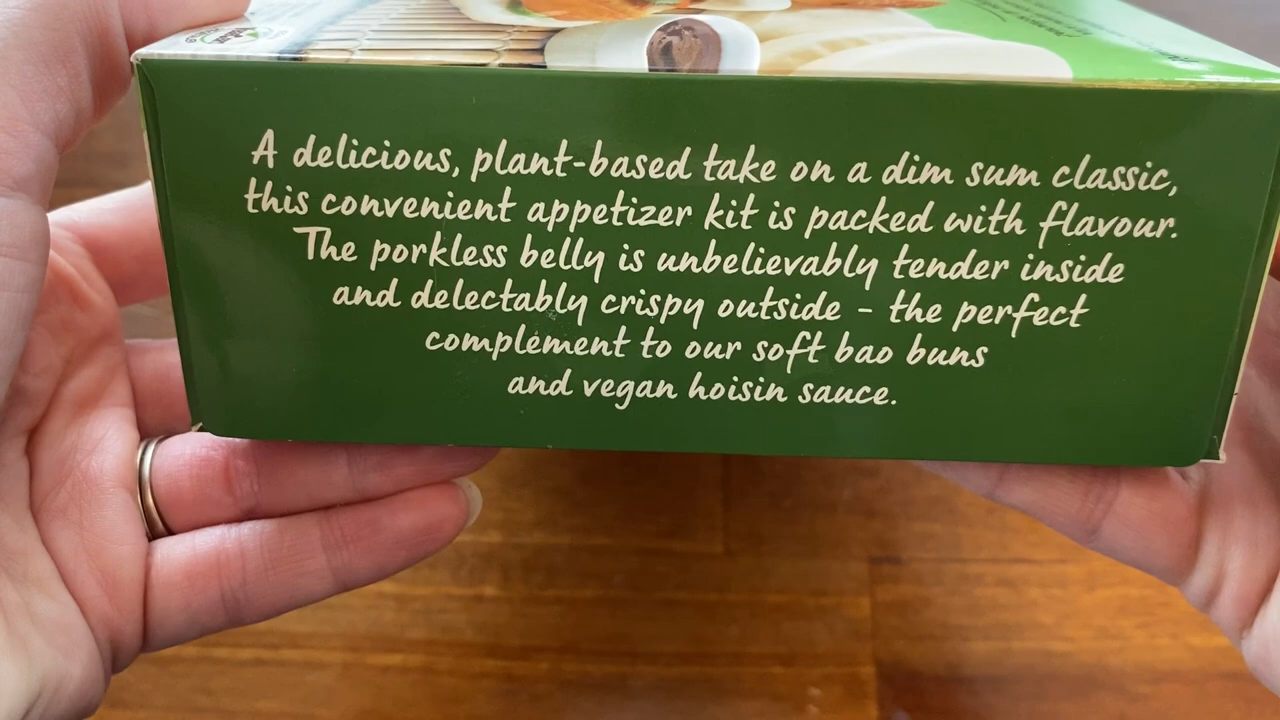 A delicious, plant-based take on a dim sum classic,
this convenient appetizer kit is packed with flavour.
The porkless belly is unbelievably tender inside
and delectably crispy outside - the perfect
complement to our soft bao buns
and vegan hoisin sauce.